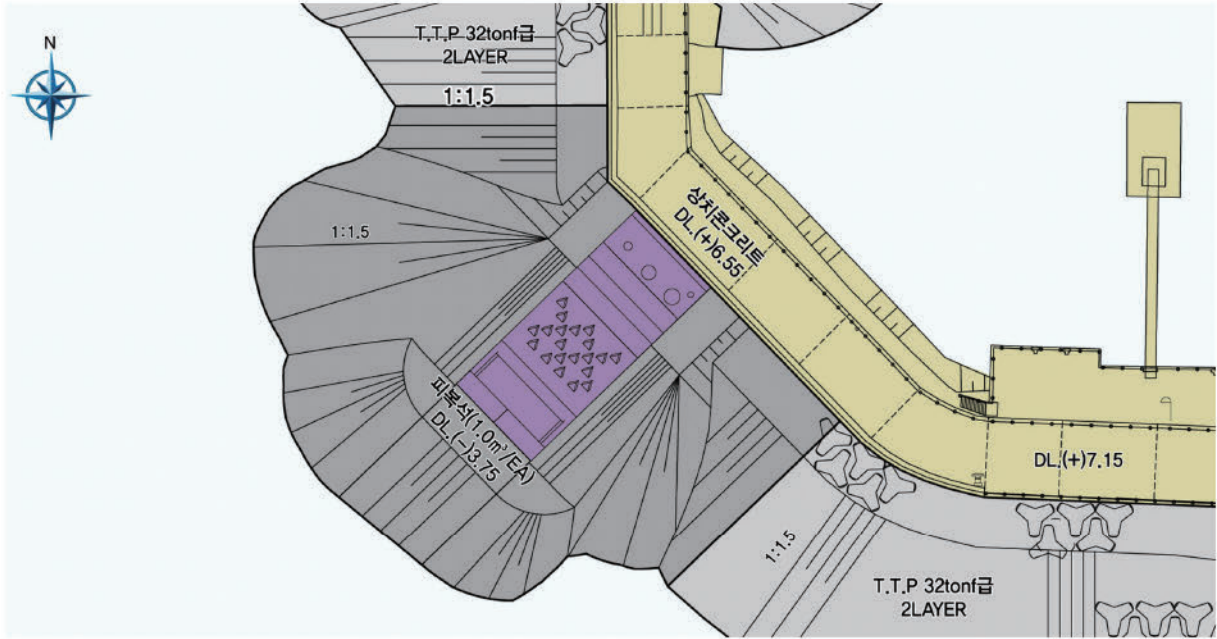 N
T.T.P 32tonf급
2LAYER
1:1.5
1:1.5
상치콘크리트
DL.(+)6.55
피복석(1.0㎥/EA)
DL.(-)3.75
DL.(+)7.15
1:1.5
T.T.P 32tonf급
2LAYER